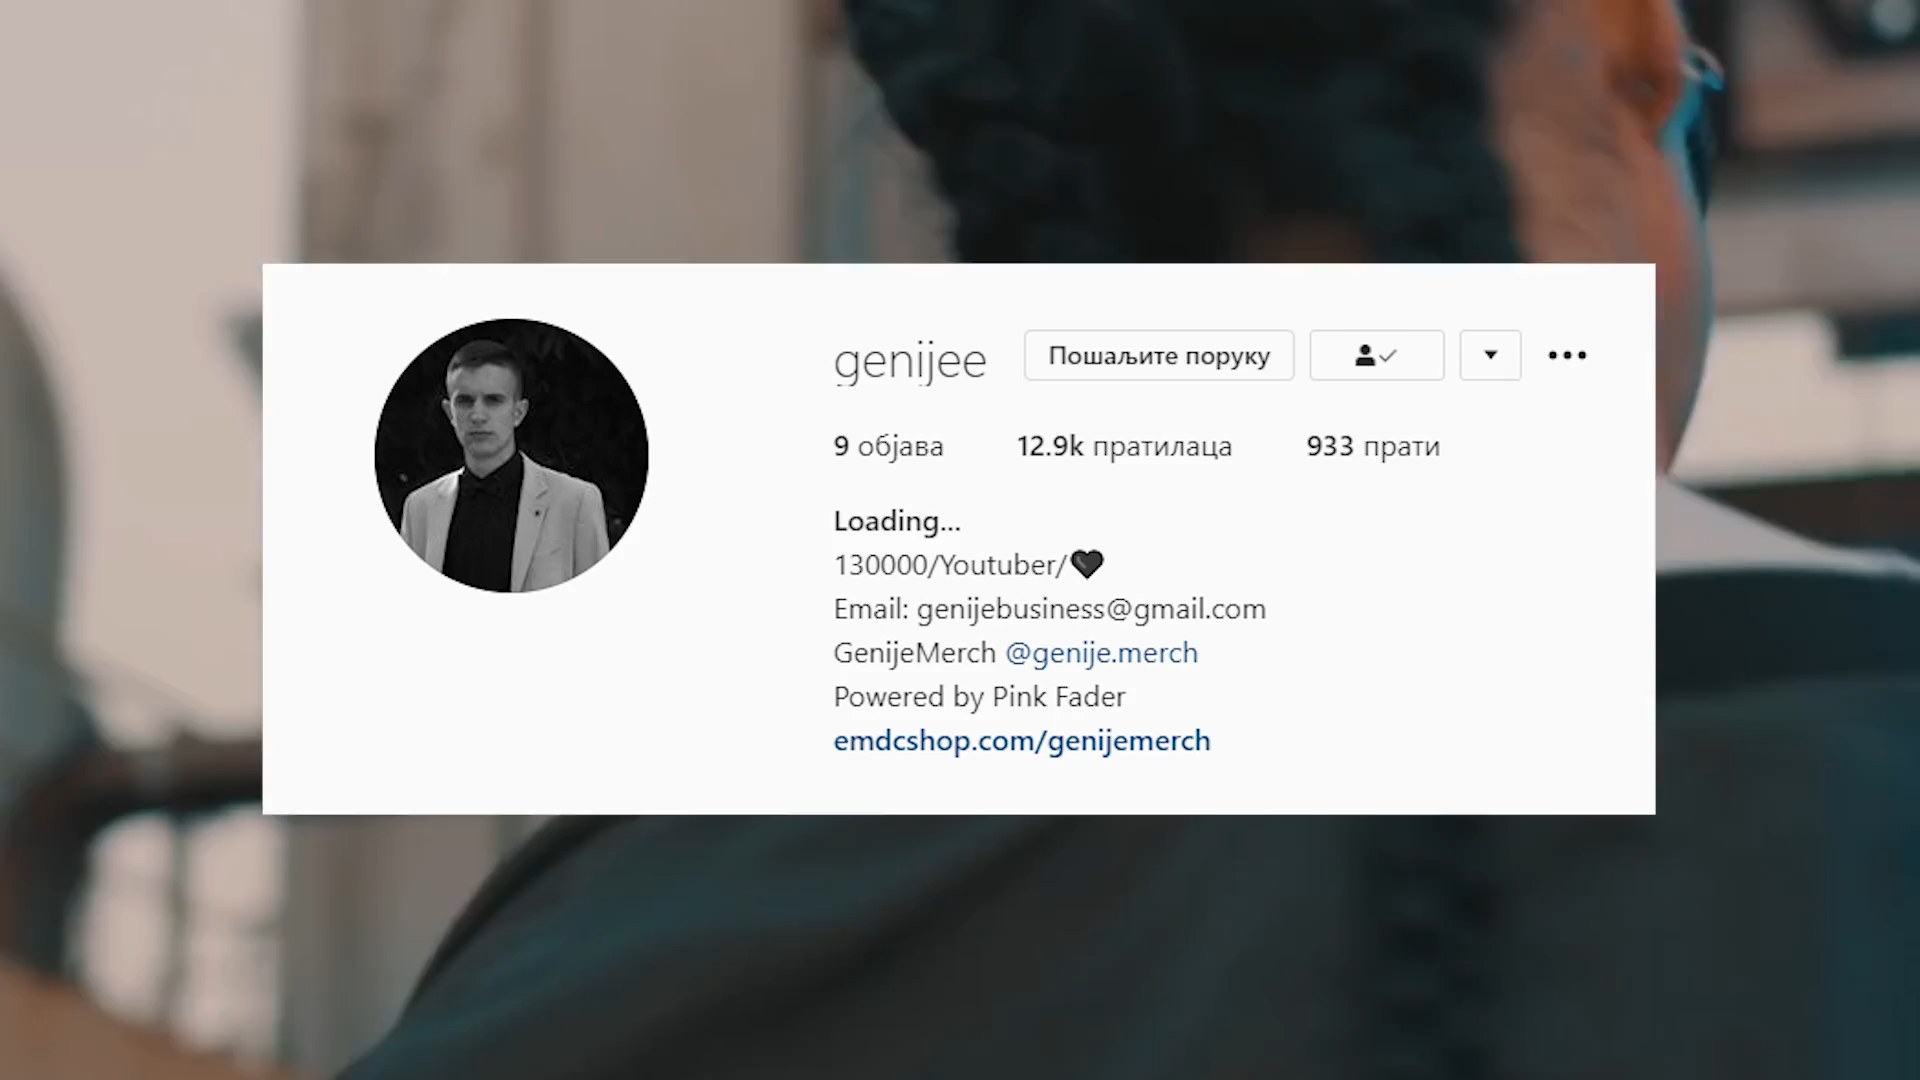 genijee Пошаљите поруку
9 објава 12.9k пратилаца 933 прати
Loading...
130000/Youtuber/🖤
Email: genijebusiness@gmail.com
GenijeMerch @genije.merch
Powered by Pink Fader
emdcshop.com/genijemerch